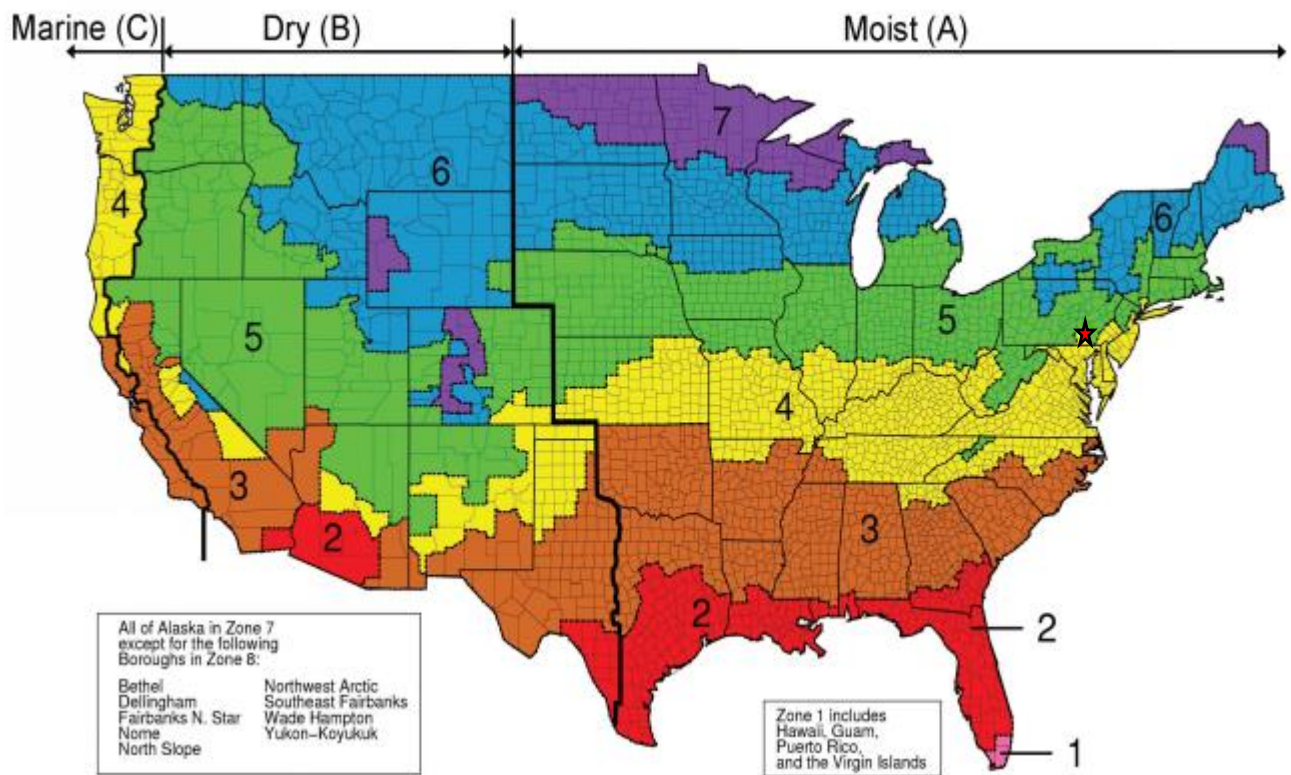 Marine (C) Dry (B) Moist (A)
7
6
6
4
5
5
4
3
3
2
2
2
1
All of Alaska in Zone 7
except for the following
Boroughs in Zone 8:
Bethel Northwest Arctic
Dellingham Southeast Fairbanks
Fairbanks N. Star Wade Hampton
Nome Yukon-Koyukuk
North Slope
Zone 1 includes
Hawaii, Guam,
Puerto Rico,
and the Virgin Islands